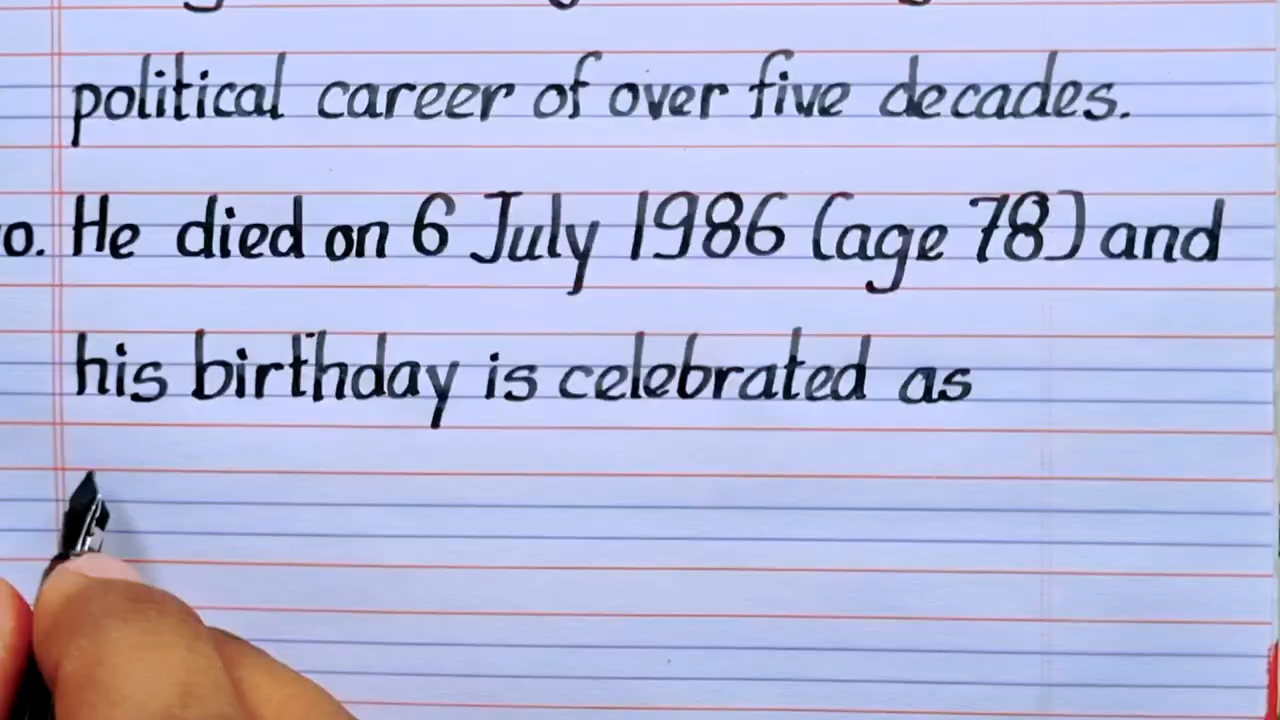 political career of over five decades.
0. He died on 6 July 1986 (age 78) and
his birthday is celebrated as